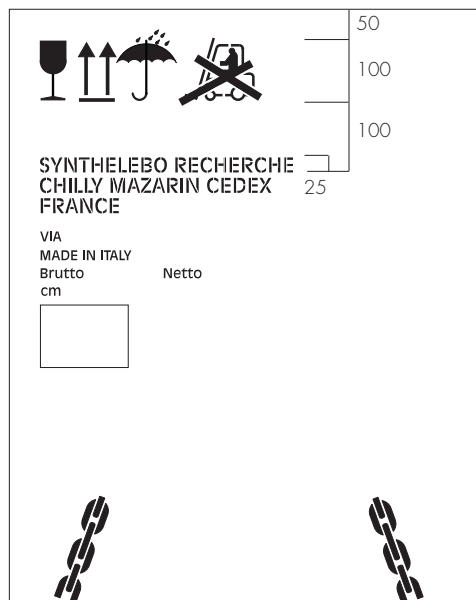 50
100
100
25
SYNTHELEBO RECHERCHE
CHILLY MAZARIN CEDEX
FRANCE
VIA
MADE IN ITALY
Brutto Netto
cm